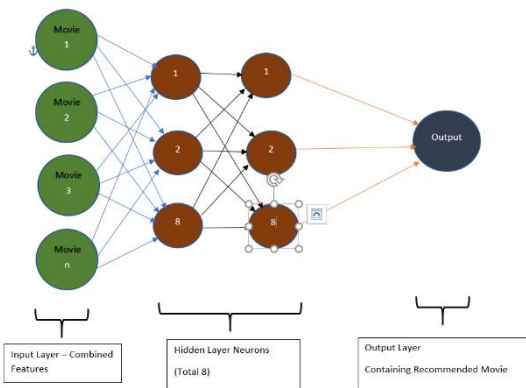 Movie
1
Movie
2
Movie
3
Movie
n
1
2
8
1
2
8
Output
Input Layer – Combined
Features
Hidden Layer Neurons
(Total 8)
Output Layer
Containing Recommended Movie